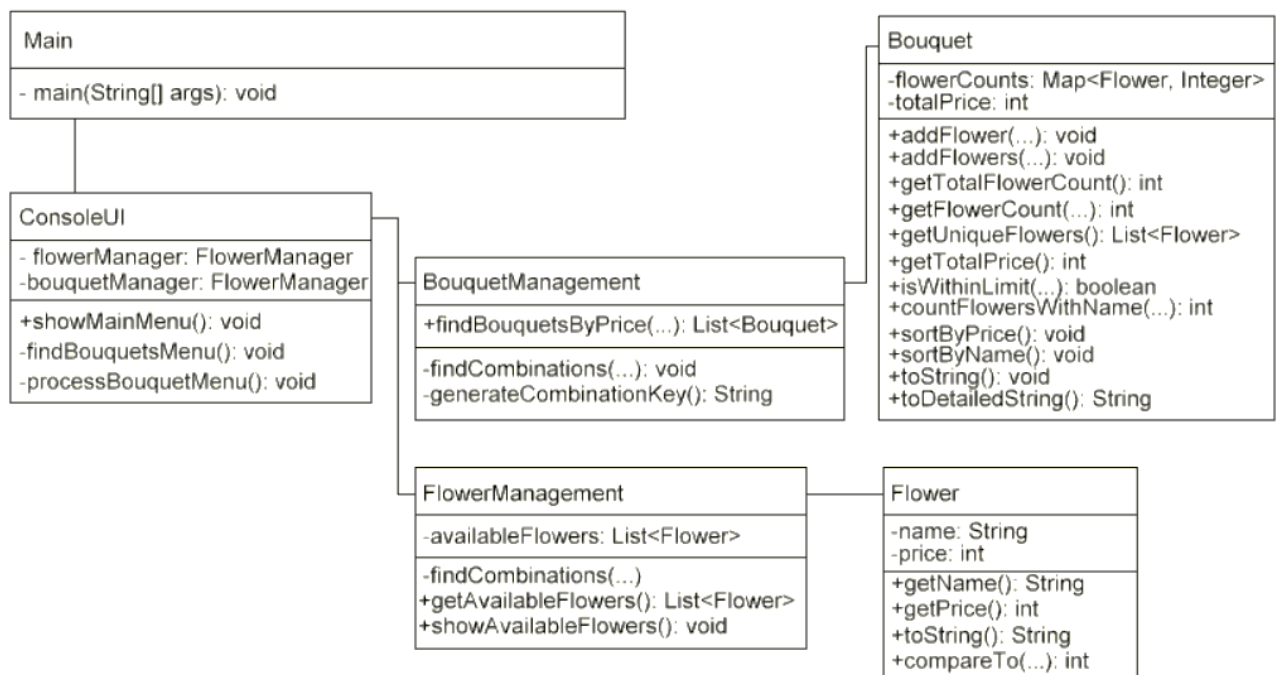 Main
- main(String[] args): void
ConsoleUI
- flowerManager: FlowerManager
-bouquetManager: FlowerManager
+showMainMenu(): void
-findBouquetsMenu(): void
-processBouquetMenu(): void
BouquetManagement
+findBouquetsByPrice(...): List<Bouquet>
-findCombinations(...): void
-generateCombinationKey(): String
Bouquet
-flowerCounts: Map<Flower, Integer>
-totalPrice: int
+addFlower(...): void
+addFlowers(...): void
+getTotalFlowerCount(): int
+getFlowerCount(...): int
+getUniqueFlowers(): List<Flower>
+getTotalPrice(): int
+isWithinLimit(...): boolean
+countFlowersWithName(...): int
+sortByPrice(): void
+sortByName(): void
+toString(): void
+toDetailedString(): String
FlowerManagement
-availableFlowers: List<Flower>
-findCombinations(...)
+getAvailableFlowers(): List<Flower>
+showAvailableFlowers(): void
Flower
-name: String
-price: int
+getName(): String
+getPrice(): int
+toString(): String
+compareTo(...): int